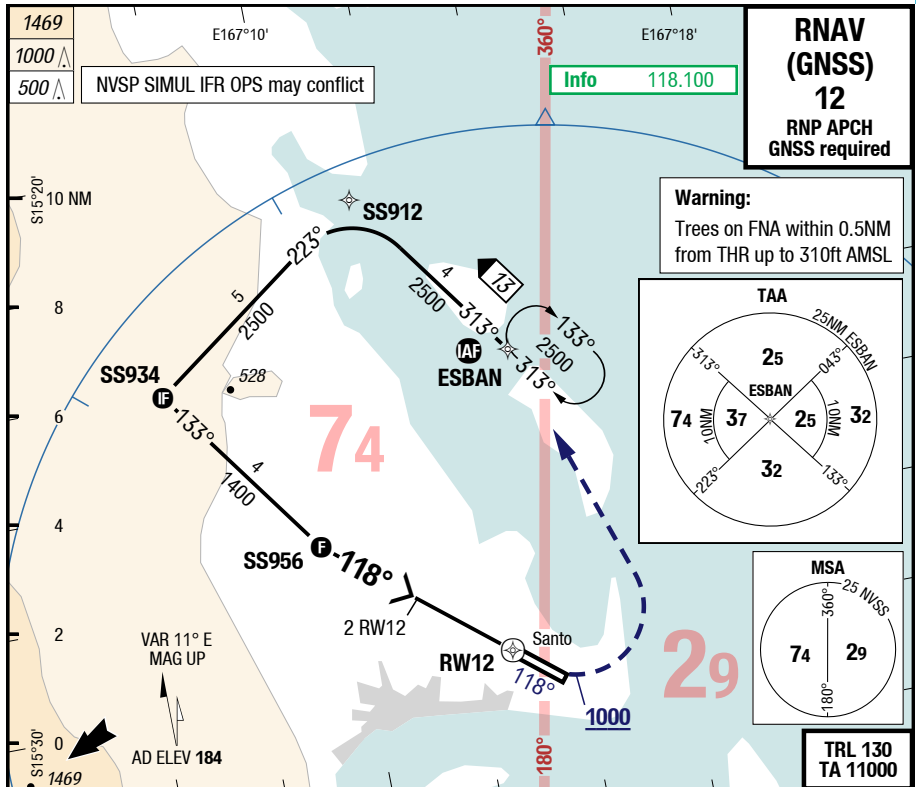 1469
1000
500
E167°10'
360°
E167°18'
NVSP SIMUL IFR OPS may conflict
Info 118.100
RNAV
(GNSS)
12
RNP APCH
GNSS required
S15°20'
10 NM
SS912
Warning:
Trees on FNA within 0.5NM
from THR up to 310ft AMSL
223°
5
2500
4
2500
13
313°
133°
2500
313°
IAF
ESBAN
8
TAA
25NM ESBAN
313°
25
043°
ESBAN
74
10NM
37
25
10NM
32
223°
32
133°
SS934
IF
528
6
133°
74
4
1400
4
SS956
F
118°
2 RW12
2
RW12
Santo
118°
29
1000
MSA
25 NVSS
360°
74
29
180°
VAR 11° E
MAG UP
AD ELEV 184
S15°30'
0
1469
180°
TRL 130
TA 11000